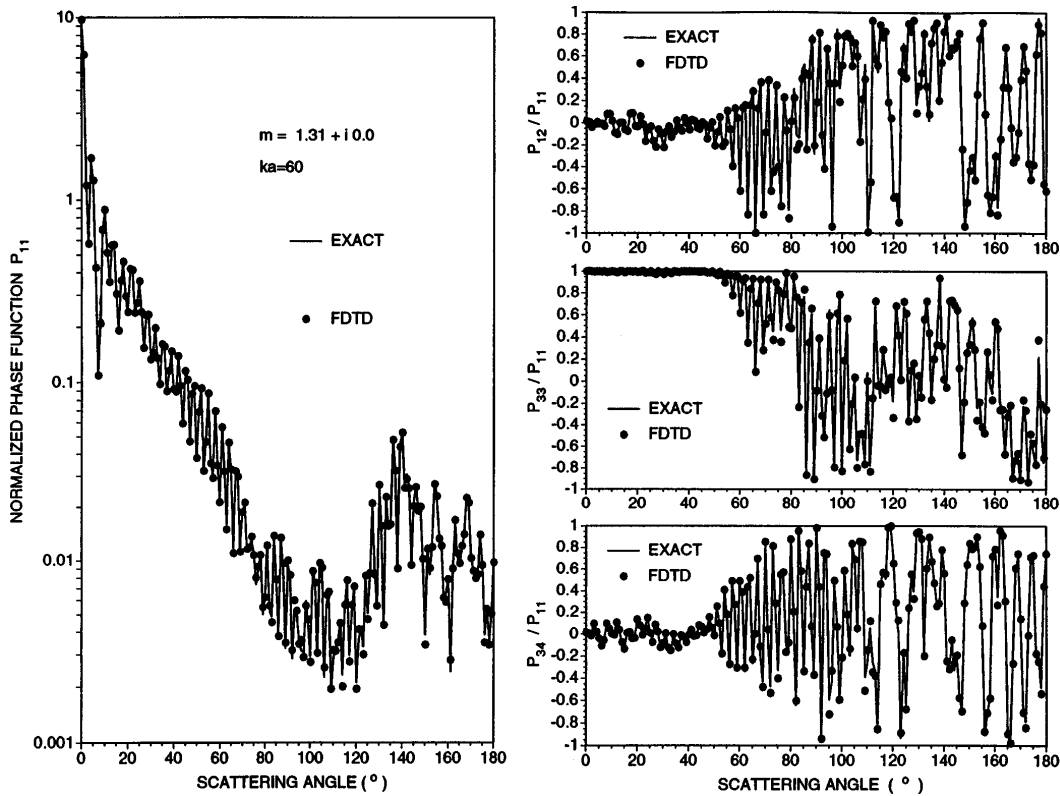 NORMALIZED PHASE FUNCTION P11
10
1
0.1
0.01
0.001
m = 1.31 + i 0.0
ka=60
EXACT
FDTD
0 20 40 60 80 100 120 140 160 180
SCATTERING ANGLE ( ° )
P12 / P11
1
0.8
0.6
0.4
0.2
0
-0.2
-0.4
-0.6
-0.8
-1
EXACT
FDTD
0 20 40 60 80 100 120 140 160 180
P33 / P11
1
0.8
0.6
0.4
0.2
0
-0.2
-0.4
-0.6
-0.8
-1
EXACT
FDTD
0 20 40 60 80 100 120 140 160 180
P34 / P11
1
0.8
0.6
0.4
0.2
0
-0.2
-0.4
-0.6
-0.8
-1
EXACT
FDTD
0 20 40 60 80 100 120 140 160 180
SCATTERING ANGLE ( ° )